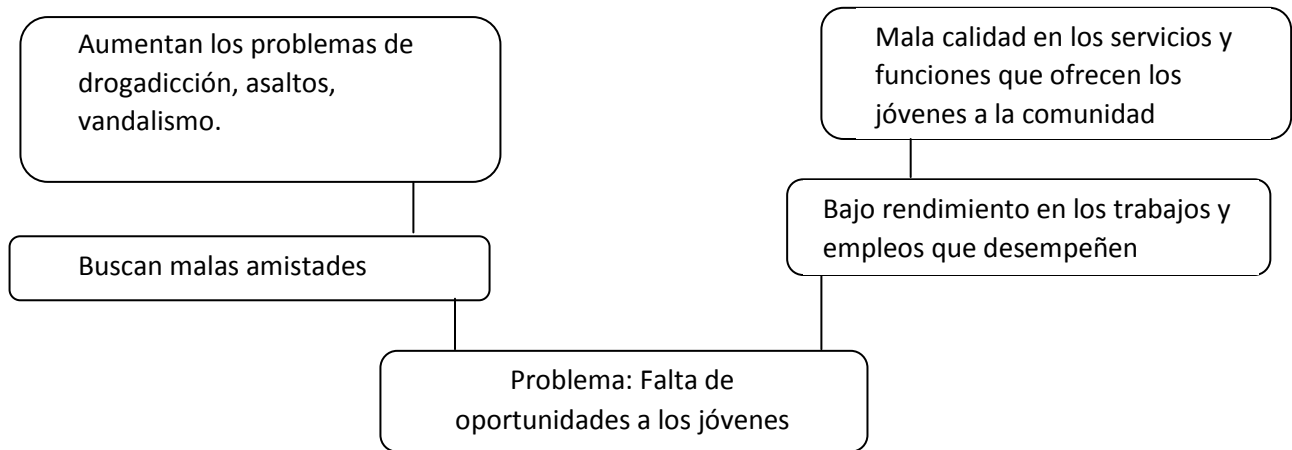 Aumentan los problemas de
drogadicción, asaltos,
vandalismo.
Buscan malas amistades
Mala calidad en los servicios y
funciones que ofrecen los
jóvenes a la comunidad
Bajo rendimiento en los trabajos y
empleos que desempeñen
Problema: Falta de
oportunidades a los jóvenes